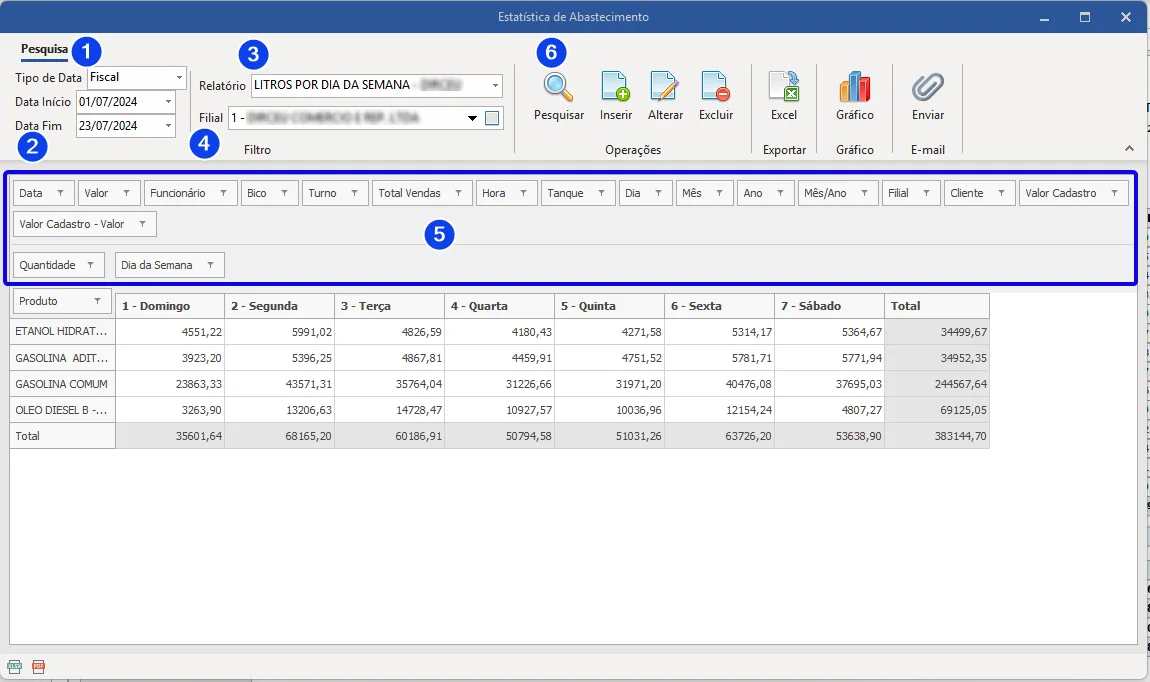 Estatística de Abastecimento
Pesquisa 1
3
6
Tipo de Data Fiscal
Data Início 01/07/2024
Data Fim 23/07/2024
2
Relatório LITROS POR DIA DA SEMANA -
Filial 1 -
4
Filtro
Pesquisar Inserir Alterar Excluir
Operações
Excel
Exportar
Gráfico
Gráfico
Enviar
E-mail
Data Valor Funcionário Bico Turno Total Vendas Hora Tanque Dia Mês Ano Mês/Ano Filial Cliente Valor Cadastro
Valor Cadastro - Valor
5
Quantidade Dia da Semana
Produto 1 - Domingo 2 - Segunda 3 - Terça 4 - Quarta 5 - Quinta 6 - Sexta 7 - Sábado Total
ETANOL HIDRAT... 4551,22 5991,02 4826,59 4180,43 4271,58 5314,17 5364,67 34499,67
GASOLINA ADIT... 3923,20 5396,25 4867,81 4459,91 4751,52 5781,71 5771,94 34952,35
GASOLINA COMUM 23863,33 43571,31 35764,04 31226,66 31971,20 40476,08 37695,03 244567,64
OLEO DIESEL B -... 3263,90 13206,63 14728,47 10927,57 10036,96 12154,24 4807,27 69125,05
Total 35601,64 68165,20 60186,91 50794,58 51031,26 63726,20 53638,90 383144,70